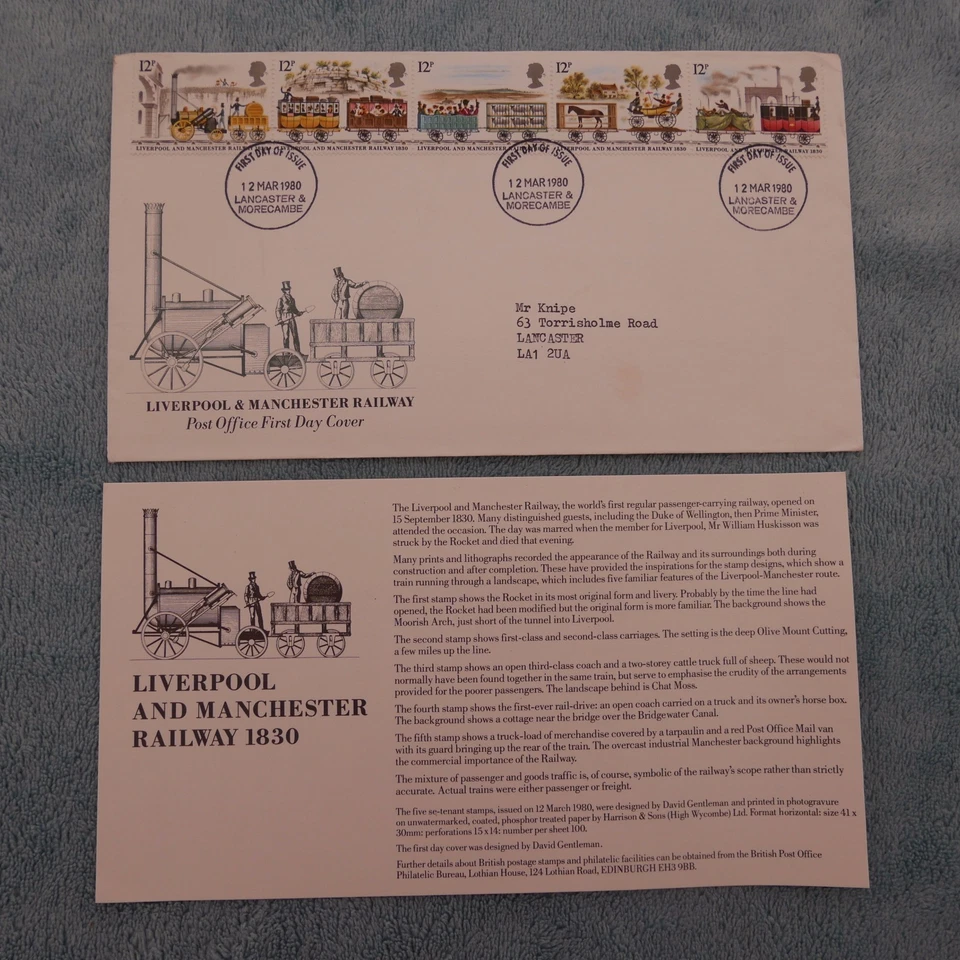 12P 12P 12P 12P 12P
LIVERPOOL AND MANCHESTER RAILWAY 1830 LIVERPOOL AND MANCHESTER RAILWAY 1830 LIVERPOOL AND MANCHESTER RAILWAY 1830 LIVERPOOL AND MANCHESTER RAILWAY 1830 LIVERPOOL AND MANCHESTER RAILWAY 1830
FIRST DAY OF ISSUE
12 MAR 1980
LANCASTER &
MORECAMBE
FIRST DAY OF ISSUE
12 MAR 1980
LANCASTER &
MORECAMBE
FIRST DAY OF ISSUE
12 MAR 1980
LANCASTER &
MORECAMBE
Mr Knipe
63 Torrisholme Road
LANCASTER
LA1 2UA
LIVERPOOL & MANCHESTER RAILWAY
Post Office First Day Cover
LIVERPOOL
AND MANCHESTER
RAILWAY 1830
The Liverpool and Manchester Railway, the world's first regular passenger-carrying railway, opened on
15 September 1830. Many distinguished guests, including the Duke of Wellington, then Prime Minister,
attended the occasion. The day was marred when the member for Liverpool, Mr William Huskisson was
struck by the Rocket and died that evening.
Many prints and lithographs recorded the appearance of the Railway and its surroundings both during
construction and after completion. These have provided the inspirations for the stamp designs, which show a
train running through a landscape, which includes five familiar features of the Liverpool-Manchester route.
The first stamp shows the Rocket in its most original form and livery. Probably by the time the line had
opened, the Rocket had been modified but the original form is more familiar. The background shows the
Moorish Arch, just short of the tunnel into Liverpool.
The second stamp shows first-class and second-class carriages. The setting is the deep Olive Mount Cutting,
a few miles up the line.
The third stamp shows an open third-class coach and a two-storey cattle truck full of sheep. These would not
normally have been found together in the same train, but serve to emphasise the crudity of the arrangements
provided for the poorer passengers. The landscape behind is Chat Moss.
The fourth stamp shows the first-ever rail-drive: an open coach carried on a truck and its owner's horse box.
The background shows a cottage near the bridge over the Bridgewater Canal.
The fifth stamp shows a truck-load of merchandise covered by a tarpaulin and a red Post Office Mail van
with its guard bringing up the rear of the train. The overcast industrial Manchester background highlights
the commercial importance of the Railway.
The mixture of passenger and goods traffic is, of course, symbolic of the railway's scope rather than strictly
accurate. Actual trains were either passenger or freight.
The five se-tenant stamps, issued on 12 March 1980, were designed by David Gentleman and printed in photogravure
on unwatermarked, coated, phosphor treated paper by Harrison & Sons (High Wycombe) Ltd. Format horizontal: size 41 x
30mm: perforations 15 x 14: number per sheet 100.
The first day cover was designed by David Gentleman.
Further details about British postage stamps and philatelic facilities can be obtained from the British Post Office
Philatelic Bureau, Lothian House, 124 Lothian Road, EDINBURGH EH3 9BB.